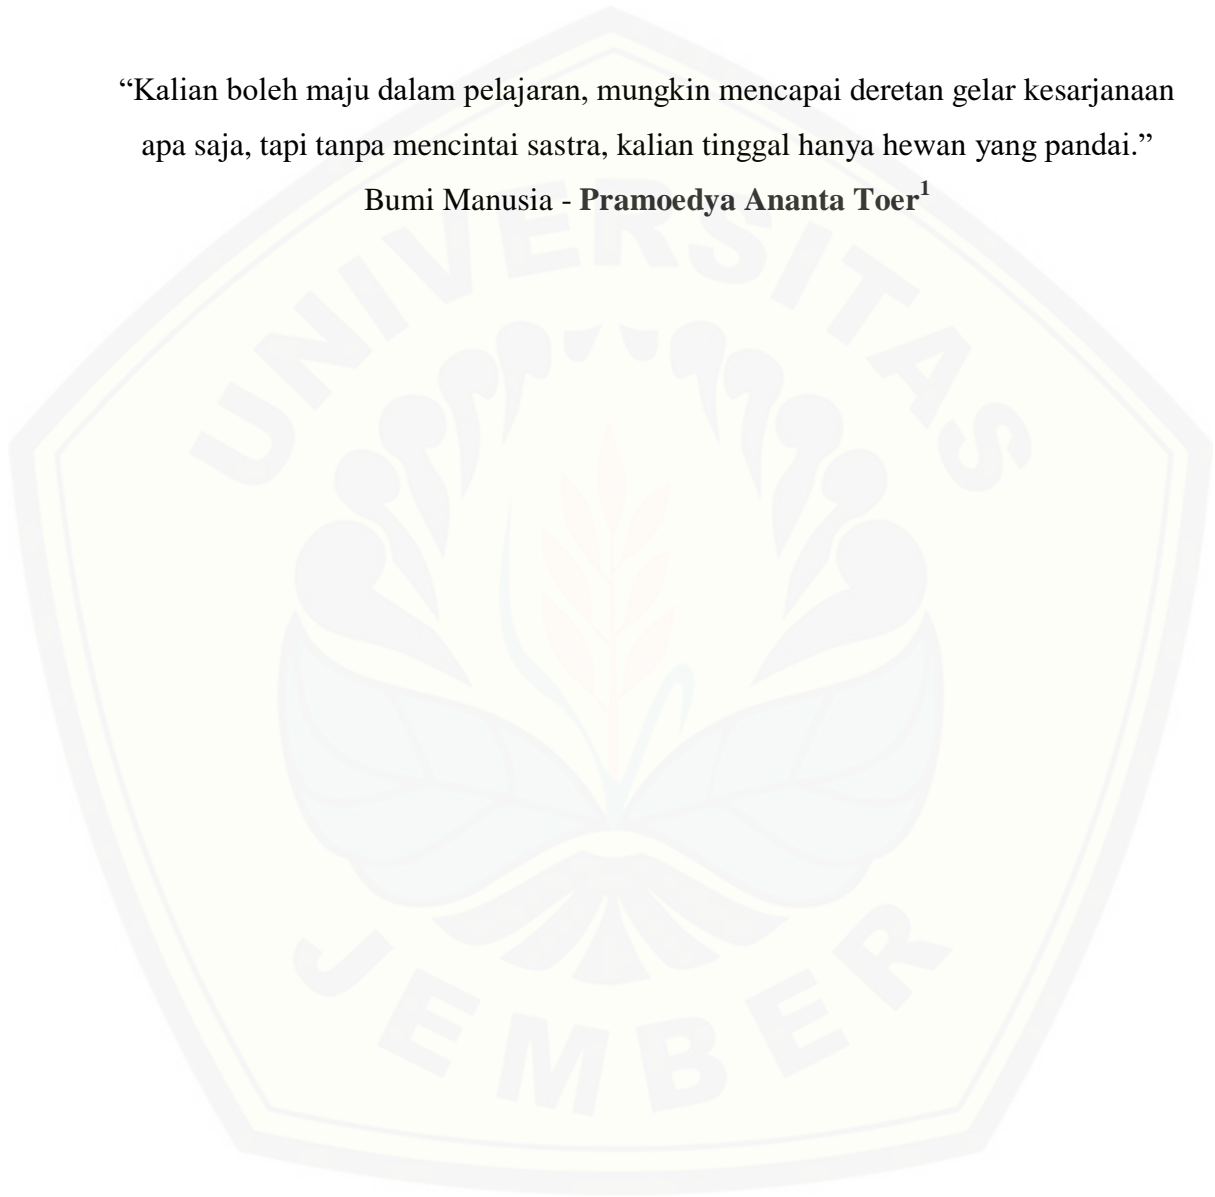 “Kalian boleh maju dalam pelajaran, mungkin mencapai deretan gelar kesarjanaan
apa saja, tapi tanpa mencintai sastra, kalian tinggal hanya hewan yang pandai.”
Bumi Manusia - Pramoedya Ananta Toer¹
UNIVERSITAS
JEMBER